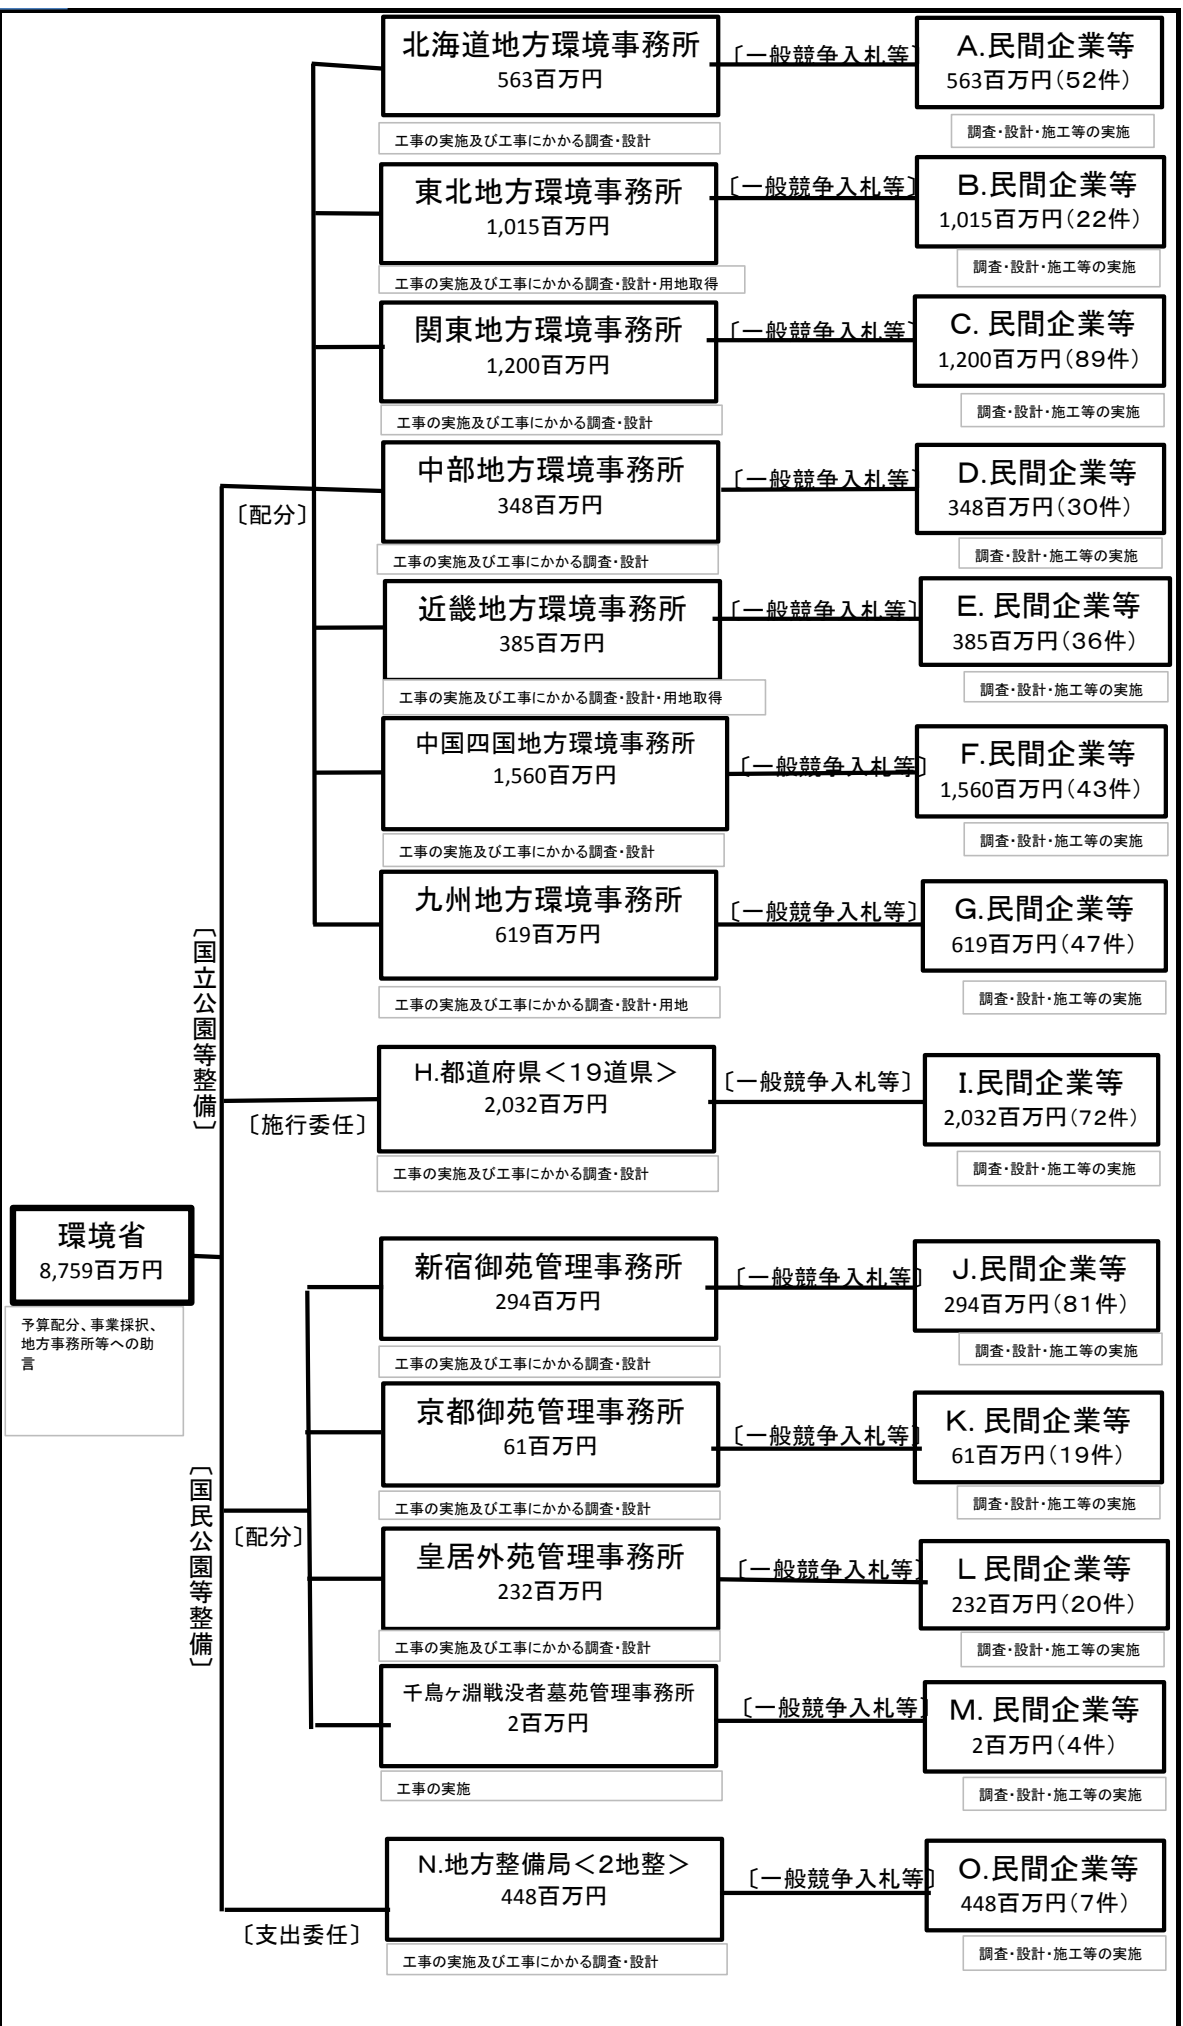 北海道地方環境事務所
563百万円
〔一般競争入札等〕
A.民間企業等
563百万円(52件)
工事の実施及び工事にかかる調査・設計
調査・設計・施工等の実施
東北地方環境事務所
1,015百万円
〔一般競争入札等〕
B.民間企業等
1,015百万円(22件)
工事の実施及び工事にかかる調査・設計・用地取得
調査・設計・施工等の実施
関東地方環境事務所
1,200百万円
〔一般競争入札等〕
C. 民間企業等
1,200百万円(89件)
工事の実施及び工事にかかる調査・設計
調査・設計・施工等の実施
〔配分〕
中部地方環境事務所
348百万円
〔一般競争入札等〕
D.民間企業等
348百万円(30件)
工事の実施及び工事にかかる調査・設計
調査・設計・施工等の実施
近畿地方環境事務所
385百万円
〔一般競争入札等〕
E. 民間企業等
385百万円(36件)
工事の実施及び工事にかかる調査・設計・用地取得
調査・設計・施工等の実施
中国四国地方環境事務所
1,560百万円
〔一般競争入札等〕
F.民間企業等
1,560百万円(43件)
工事の実施及び工事にかかる調査・設計
調査・設計・施工等の実施
九州地方環境事務所
619百万円
〔一般競争入札等〕
G.民間企業等
619百万円(47件)
工事の実施及び工事にかかる調査・設計・用地
調査・設計・施工等の実施
〔国立公園等整備〕
〔施行委任〕
H.都道府県<19道県>
2,032百万円
〔一般競争入札等〕
I.民間企業等
2,032百万円(72件)
工事の実施及び工事にかかる調査・設計
調査・設計・施工等の実施
環境省
8,759百万円
予算配分、事業採択、
地方事務所等への助
言
新宿御苑管理事務所
294百万円
〔一般競争入札等〕
J.民間企業等
294百万円(81件)
工事の実施及び工事にかかる調査・設計
調査・設計・施工等の実施
京都御苑管理事務所
61百万円
〔一般競争入札等〕
K. 民間企業等
61百万円(19件)
工事の実施及び工事にかかる調査・設計
調査・設計・施工等の実施
〔国民公園等整備〕
〔配分〕
皇居外苑管理事務所
232百万円
〔一般競争入札等〕
L 民間企業等
232百万円(20件)
工事の実施及び工事にかかる調査・設計
調査・設計・施工等の実施
千鳥ヶ淵戦没者墓苑管理事務所
2百万円
〔一般競争入札等〕
M. 民間企業等
2百万円(4件)
工事の実施
調査・設計・施工等の実施
〔支出委任〕
N.地方整備局<2地整>
448百万円
〔一般競争入札等〕
O.民間企業等
448百万円(7件)
工事の実施及び工事にかかる調査・設計
調査・設計・施工等の実施